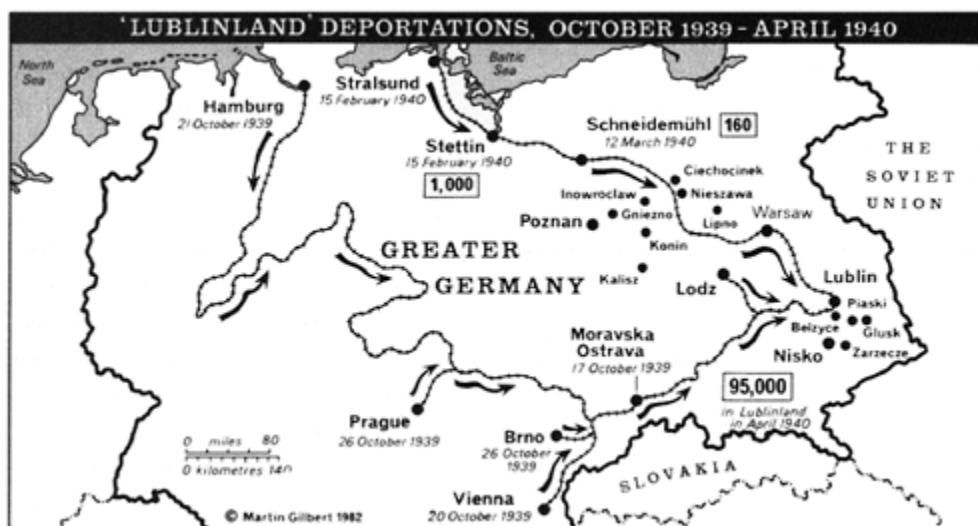 'LUBLINLAND' DEPORTATIONS, OCTOBER 1939 - APRIL 1940
North
Sea
Baltic
Sea
Stralsund
15 February 1940
Hamburg
21 October 1939
Schneidemühl 160
12 March 1940
Stettin
15 February 1940
1,000
THE
SOVIET
UNION
Ciechocinek
Nieszawa
Inowroclaw
Gniezno
Lipno
Poznan
Warsaw
Konin
GREATER
GERMANY
Kalisz
Lodz
Lublin
Piaski
Belzyce
Glusk
Nisko
Zarzecze
Moravska
Ostrava
17 October 1939
95,000
in Lublinland
in April 1940
Prague
26 October 1939
Brno
26 October
1939
0 miles 80
0 kilometres 140
SLOVAKIA
Vienna
20 October 1939
© Martin Gilbert 1982